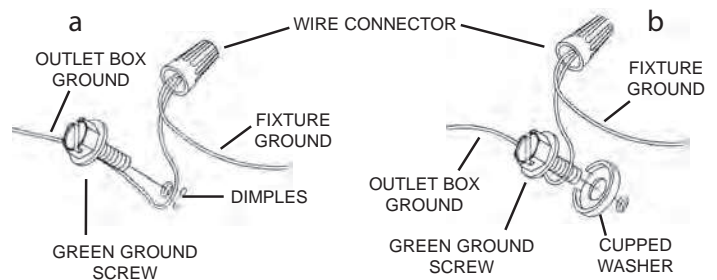 a
b
WIRE CONNECTOR
OUTLET BOX
GROUND
FIXTURE
GROUND
DIMPLES
GREEN GROUND
SCREW
FIXTURE
GROUND
OUTLET BOX
GROUND
GREEN GROUND
SCREW
CUPPED
WASHER